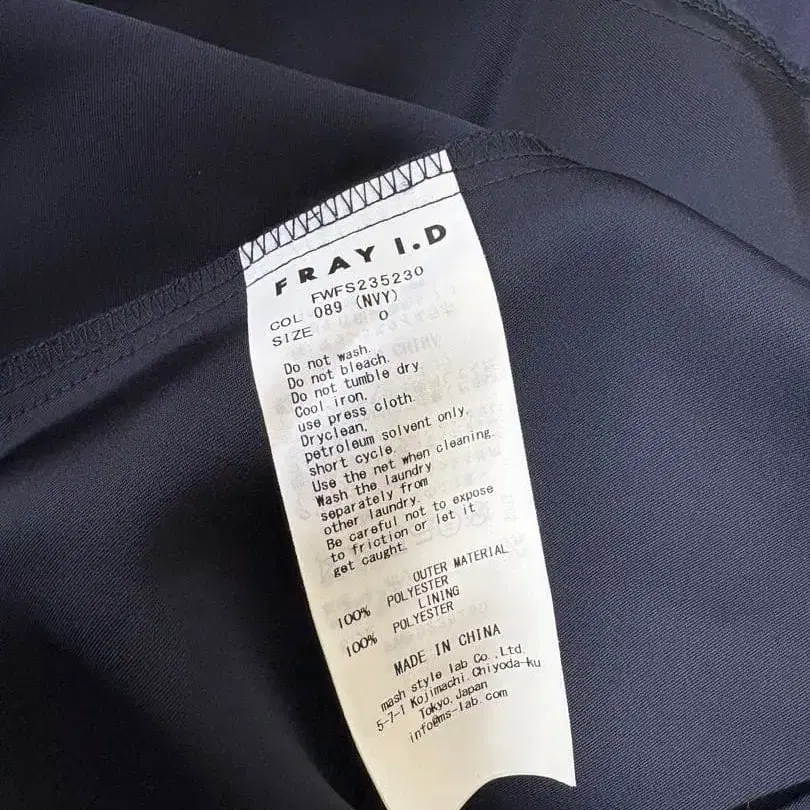 FRAY I.D
FWFS235230
COL 089 (NVY)
SIZE 0
Do not wash.
Do not bleach.
Do not tumble dry
Cool iron.
use press cloth.
Dryclean.
petroleum solvent only.
short cycle.
Use the net when cleaning.
Wash the laundry
separately from
other laundry.
Be careful not to expose
to friction or let it
get caught.
OUTER MATERIAL
100% POLYESTER
LINING
100% POLYESTER
MADE IN CHINA
mash style lab Co.,Ltd.
5-7-1 Kojimachi.Chiyoda-ku
Tokyo.Japan
info@ms-lab.com